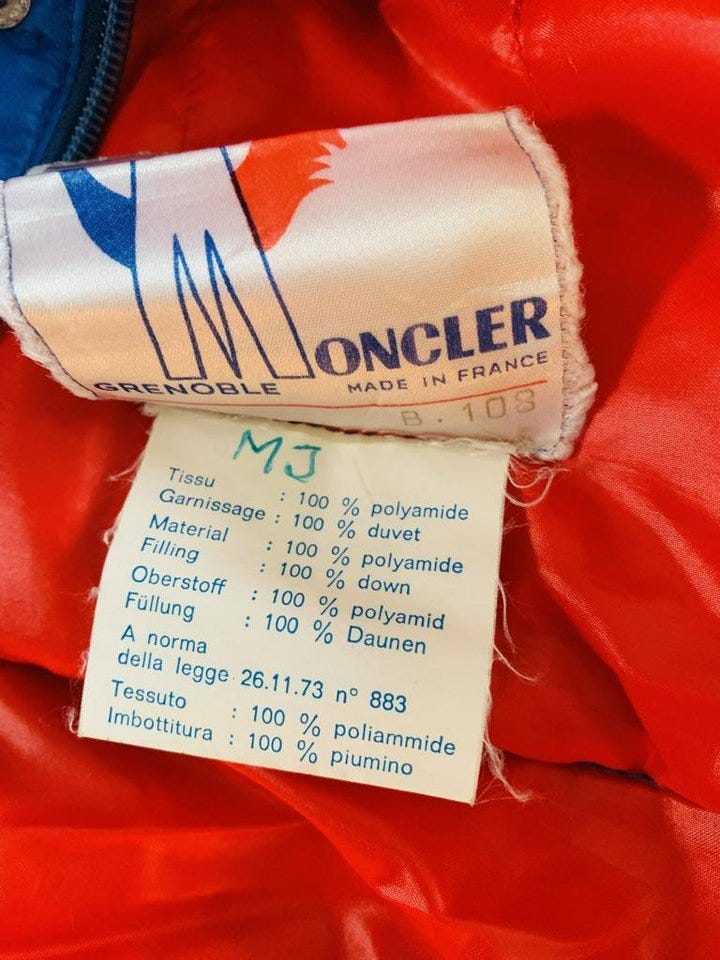 MONCLER
GRENOBLE
MADE IN FRANCE
B.108
MJ
Tissu : 100 % polyamide
Garnissage : 100 % duvet
Material : 100 % polyamide
Filling : 100 % down
Oberstoff : 100 % polyamid
Füllung : 100 % Daunen
A norma
della legge 26.11.73 n° 883
Tessuto : 100 % poliammide
Imbottitura : 100 % piumino